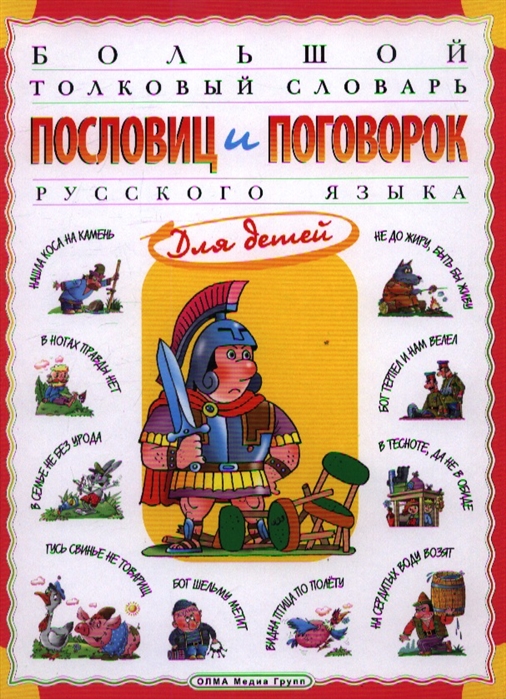 БОЛЬШОЙ
ТОЛКОВЫЙ СЛОВАРЬ
ПОСЛОВИЦ и ПОГОВОРОК
РУССКОГО ЯЗЫКА
Для детей
НАШЛА КОСА НА КАМЕНЬ
НЕ ДО ЖИРУ, БЫТЬ БЫ ЖИВУ
В НОГАХ ПРАВДЫ НЕТ
БОГ ТЕРПЕЛ И НАМ ВЕЛЕЛ
В СЕМЬЕ НЕ БЕЗ УРОДА
В ТЕСНОТЕ, ДА НЕ В ОБИДЕ
ГУСЬ СВИНЬЕ НЕ ТОВАРИЩ
БОГ ШЕЛЬМУ МЕТИТ
ВИДНА ПТИЦА ПО ПОЛЁТУ
НА СЕРДИТЫХ ВОДУ ВОЗЯТ
ОЛМА Медиа Групп